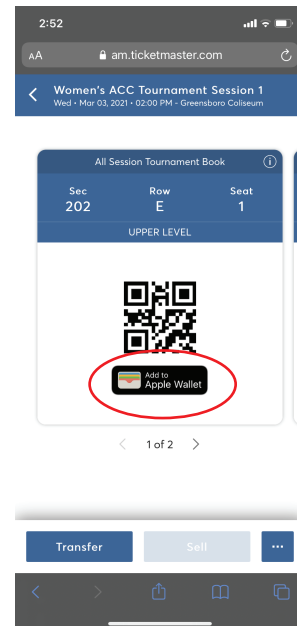 2:52
AA am.ticketmaster.com
Women's ACC Tournament Session 1
Wed • Mar 03, 2021 • 02:00 PM - Greensboro Coliseum
All Session Tournament Book
Sec Row Seat
202 E 1
UPPER LEVEL
Add to
Apple Wallet
1 of 2
Transfer Sell ...